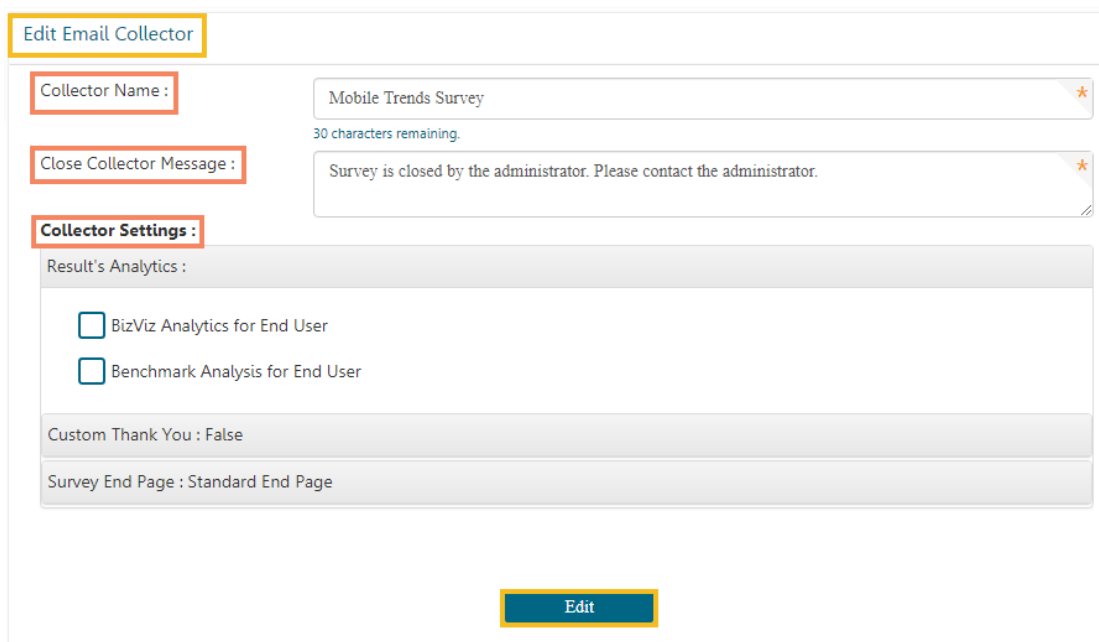 Edit Email Collector
Collector Name :
Mobile Trends Survey
*
30 characters remaining.
Close Collector Message :
Survey is closed by the administrator. Please contact the administrator.
*
Collector Settings :
Result's Analytics :
BizViz Analytics for End User
Benchmark Analysis for End User
Custom Thank You : False
Survey End Page : Standard End Page
Edit